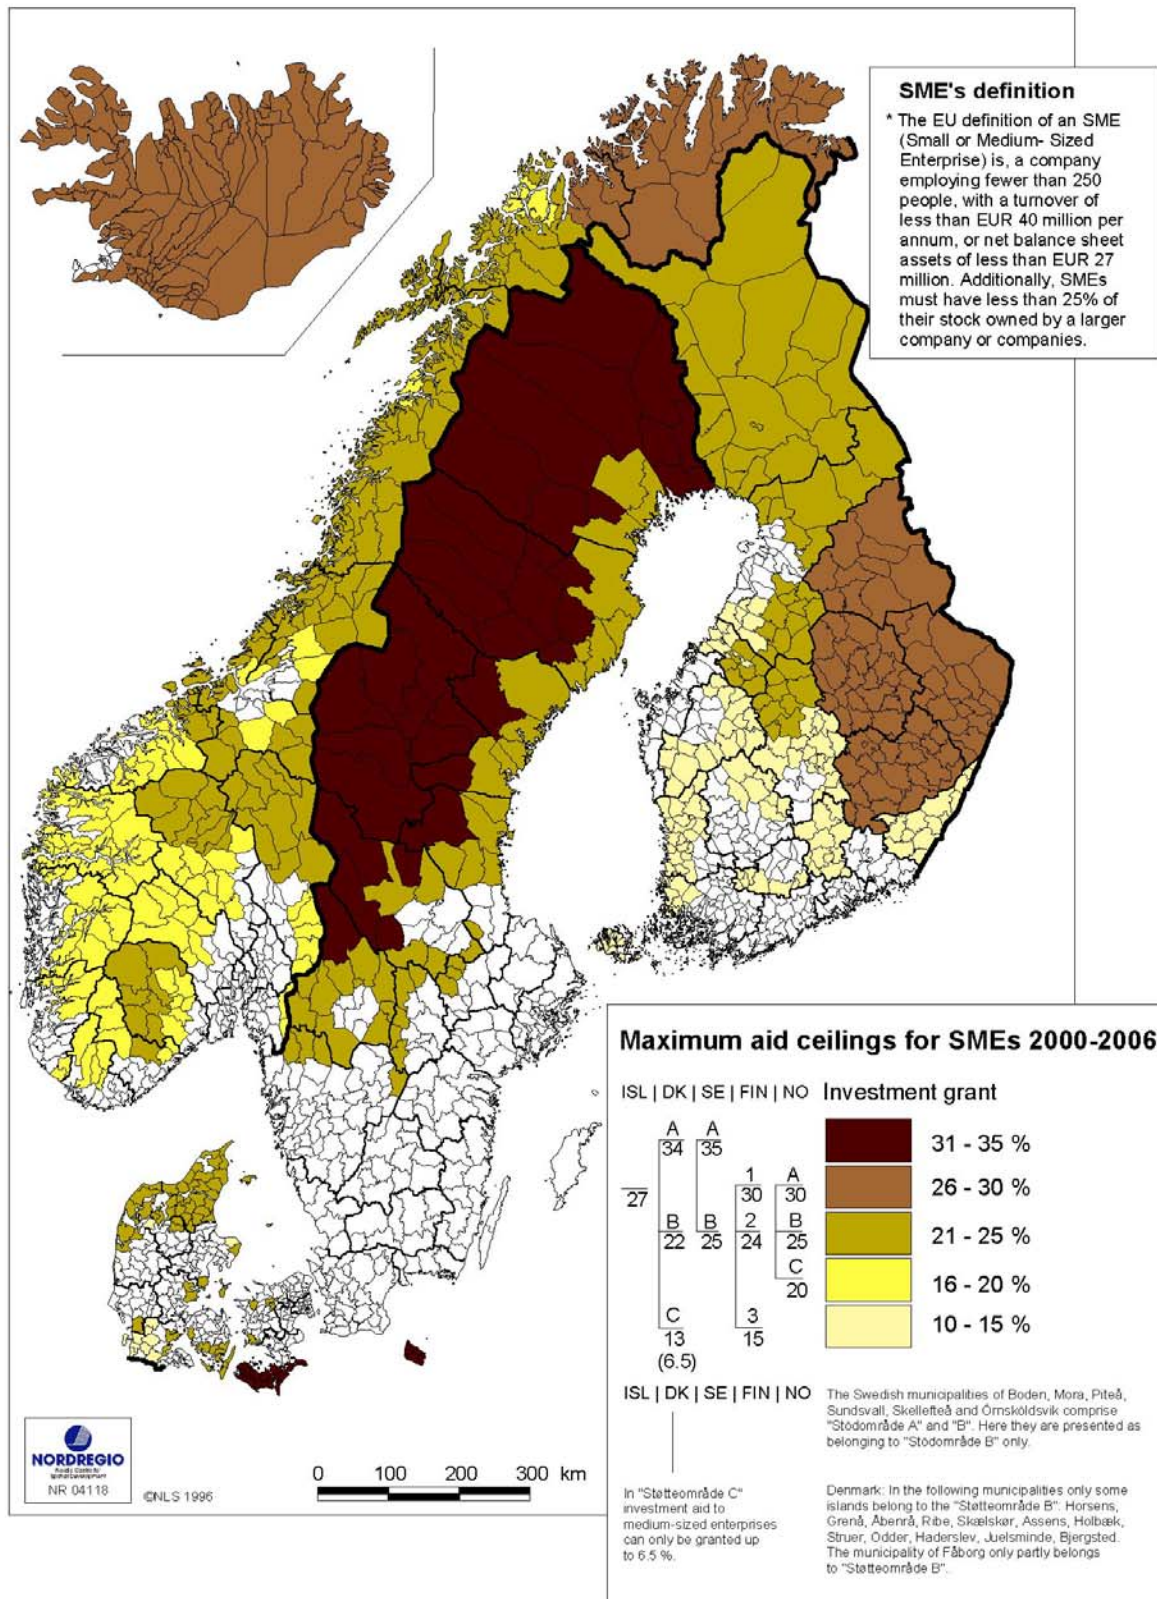 SME's definition
* The EU definition of an SME
(Small or Medium- Sized
Enterprise) is, a company
employing fewer than 250
people, with a turnover of
less than EUR 40 million per
annum, or net balance sheet
assets of less than EUR 27
million. Additionally, SMEs
must have less than 25% of
their stock owned by a larger
company or companies.
Maximum aid ceilings for SMEs 2000-2006
ISL | DK | SE | FIN | NO Investment grant
A A
34 35
31 - 35 %
1 A
27 30 30
26 - 30 %
B B 2 B
22 25 24 25
21 - 25 %
C
20
16 - 20 %
C 3
13 15
(6.5)
10 - 15 %
ISL | DK | SE | FIN | NO
In "Støtteområde C"
investment aid to
medium-sized enterprises
can only be granted up
to 6.5 %.
The Swedish municipalities of Boden, Mora, Piteå,
Sundsvall, Skellefteå and Örnsköldsvik comprise
"Stödområde A" and "B". Here they are presented as
belonging to "Stödområde B" only.
Denmark: In the following municipalities only some
islands belong to the "Støtteområde B": Horsens,
Grenå, Åbenrå, Ribe, Skælskør, Assens, Holbæk,
Struer, Odder, Haderslev, Juelsminde, Bjergsted.
The municipality of Fåborg only partly belongs
to "Støtteområde B".
NORDREGIO
NR 04118
©NLS 1996
0 100 200 300 km